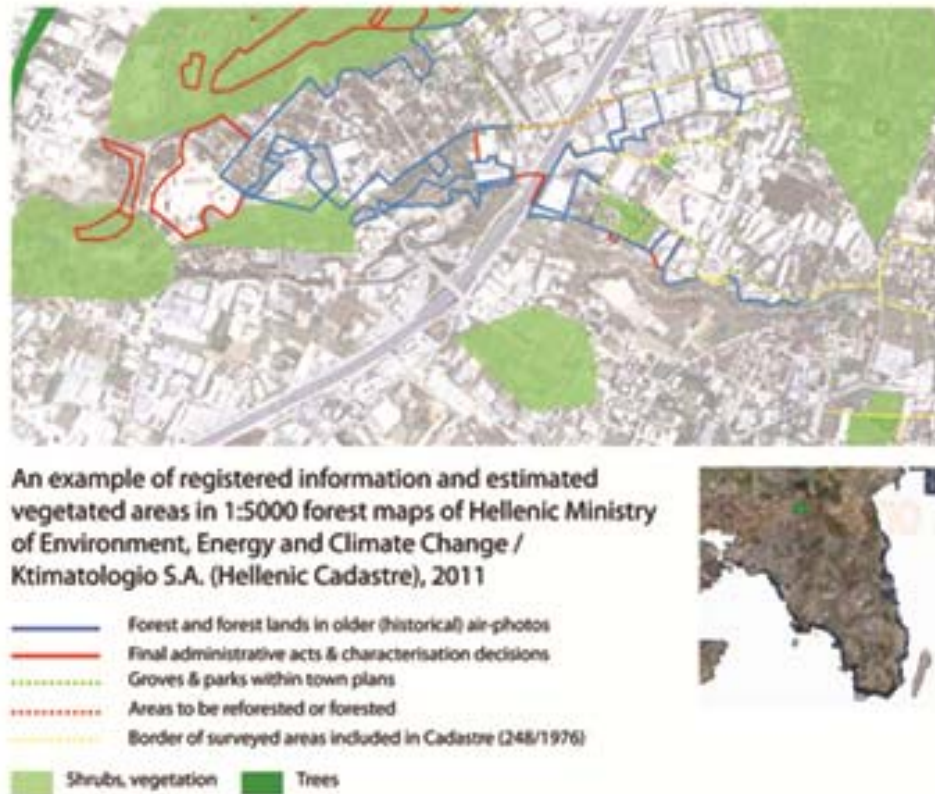 An example of registered information and estimated
vegetated areas in 1:5000 forest maps of Hellenic Ministry
of Environment, Energy and Climate Change /
Ktimatologio S.A. (Hellenic Cadastre), 2011
Forest and forest lands in older (historical) air-photos
Final administrative acts & characterisation decisions
Groves & parks within town plans
Areas to be reforested or forested
Border of surveyed areas included in Cadastre (248/1976)
Shrubs, vegetation
Trees